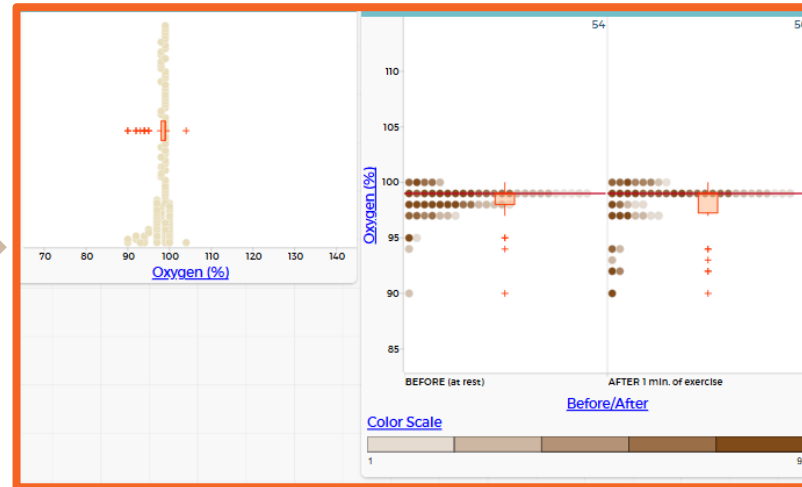 70 80 90 100 110 120 130 140
Oxygen (%)
54
110
105
100
95
90
85
Oxygen (%)
BEFORE (at rest) AFTER 1 min. of exercise
Before/After
Color Scale
1